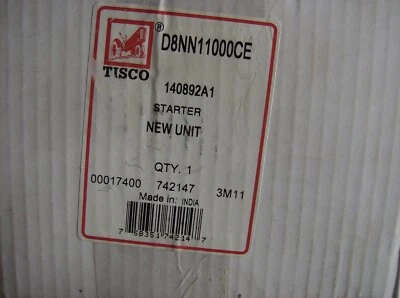 ® D8NN11000CE
TISCO
140892A1
STARTER
NEW UNIT
QTY. 1
00017400 742147 3M11
Made in: INDIA